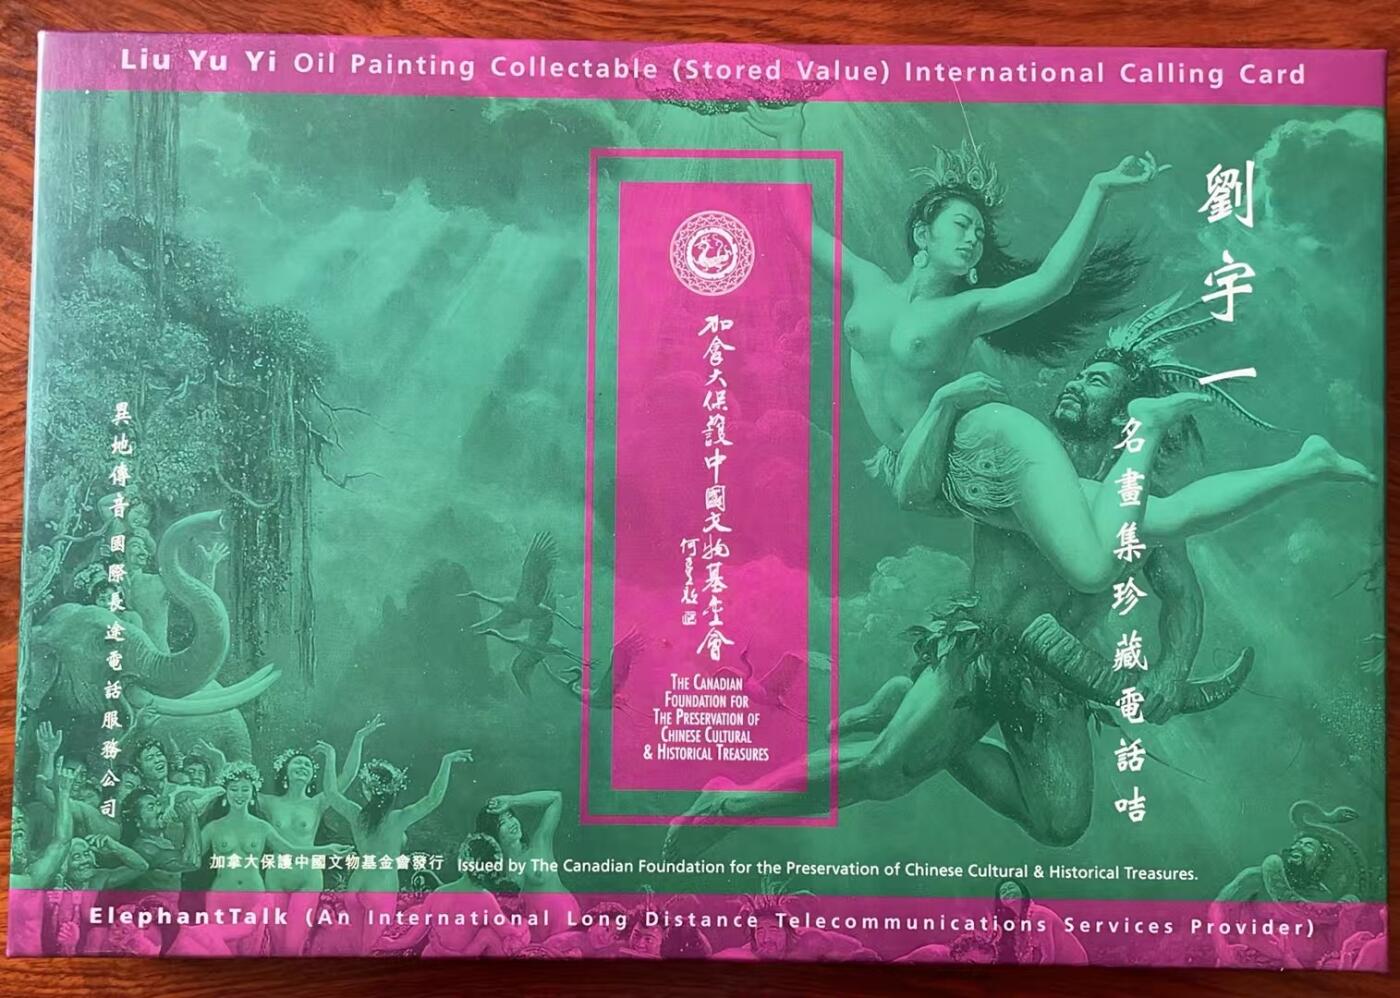 Liu Yu Yi Oil Painting Collectable (Stored Value) International Calling Card
劉宇一
名畫集珍藏電話咭
加拿大保護中國文物基金會
THE CANADIAN
FOUNDATION FOR
THE PRESERVATION OF
CHINESE CULTURAL
& HISTORICAL TREASURES
異地傳音國際長途電話服務公司
加拿大保護中國文物基金會發行 Issued by The Canadian Foundation for the Preservation of Chinese Cultural & Historical Treasures.
ElephantTalk (An International Long Distance Telecommunications Services Provider)